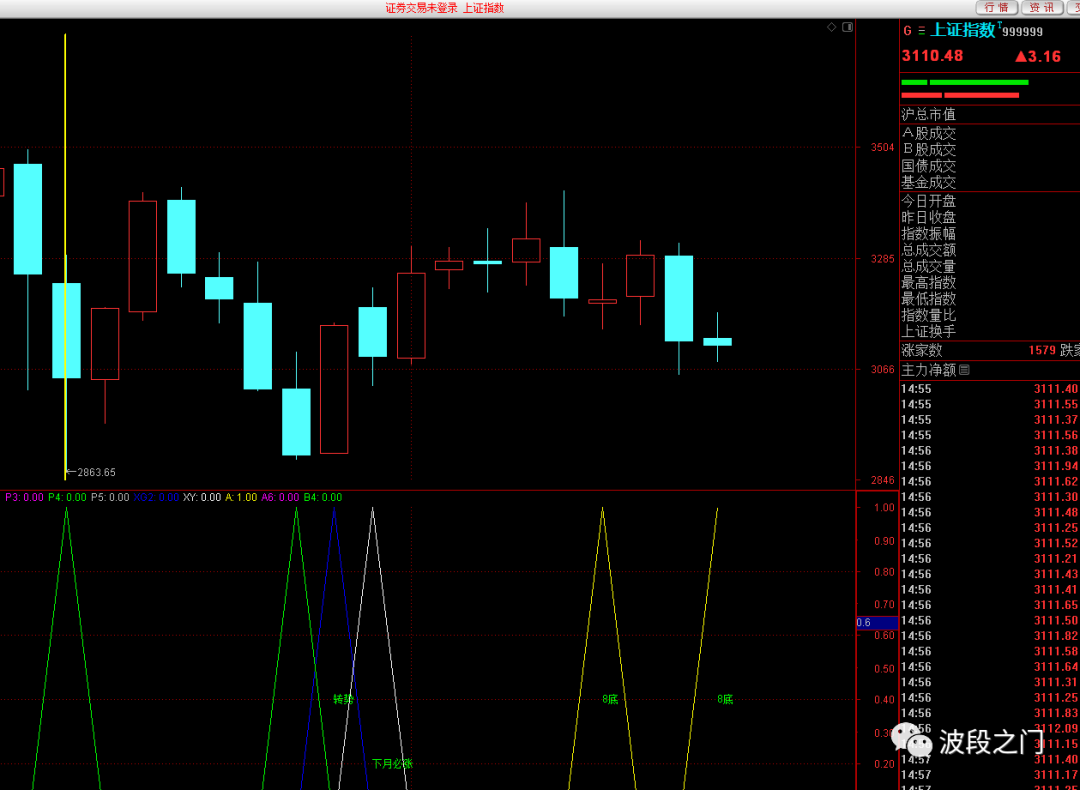 证券交易未登录 上证指数
行情 资讯
G 上证指数 T 999999
3110.48 ▲3.16
沪总市值
A股成交
B股成交
国债成交
基金成交
今日开盘
昨日收盘
指数振幅
总成交额
总成交量
最高指数
最低指数
指数量比
上证换手
涨家数 1579 跌家
主力净额
14:55 3111.40
14:55 3111.55
14:55 3111.37
14:55 3111.56
14:56 3111.38
14:56 3111.94
14:56 3111.62
14:56 3111.30
14:56 3111.48
14:56 3111.25
14:56 3111.52
14:56 3111.21
14:56 3111.43
14:56 3111.41
14:56 3111.65
14:56 3111.50
14:56 3111.82
14:56 3111.58
14:56 3111.64
14:56 3111.31
14:56 3111.25
14:56 3111.83
56 3112.09
3111.15
14:57 3111.40
14:57 3111.17
3504
3285
3066
2846
←2863.65
P3: 0.00 P4: 0.00 P5: 0.00 XG2: 0.00 XY: 0.00 A: 1.00 A6: 0.00 B4: 0.00
1.00
0.90
0.80
0.70
0.6
0.60
0.50
0.40
0.20
转势
8底
8底
下月必涨
波段之门